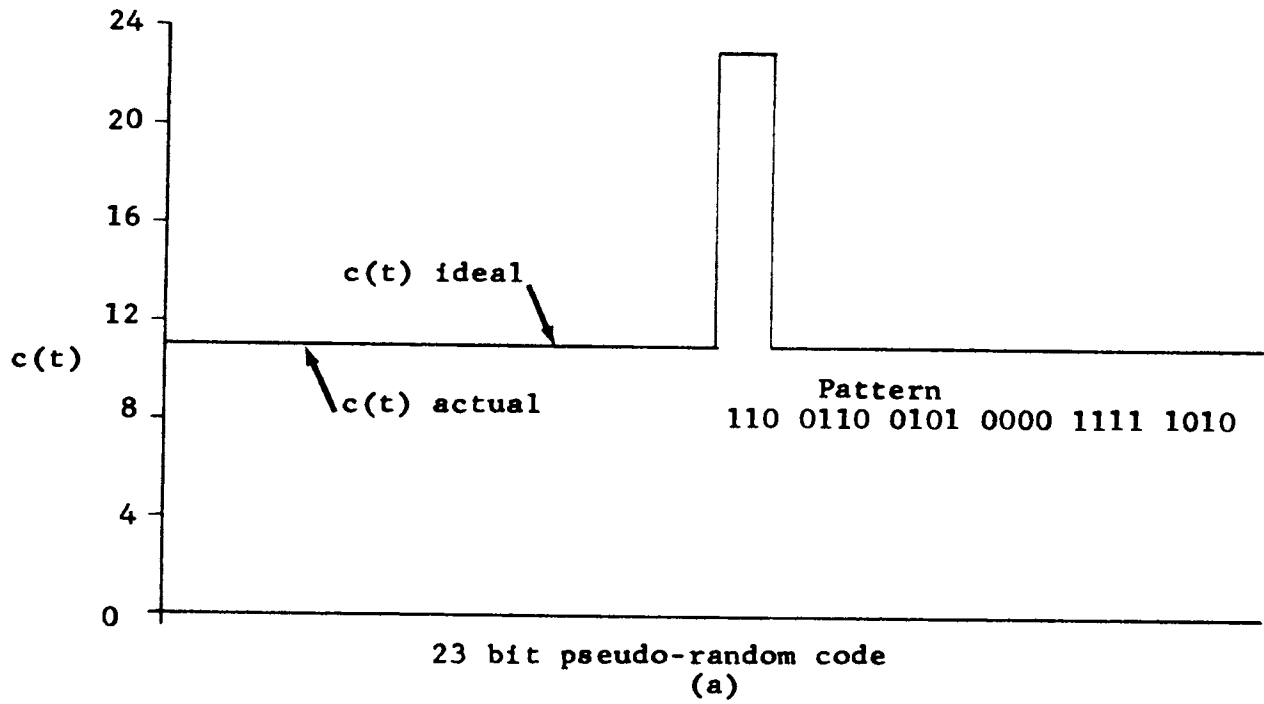 24
20
16
c(t) ideal
12
c(t)
c(t) actual
Pattern
8
110 0110 0101 0000 1111 1010
4
0
23 bit pseudo-random code
(a)